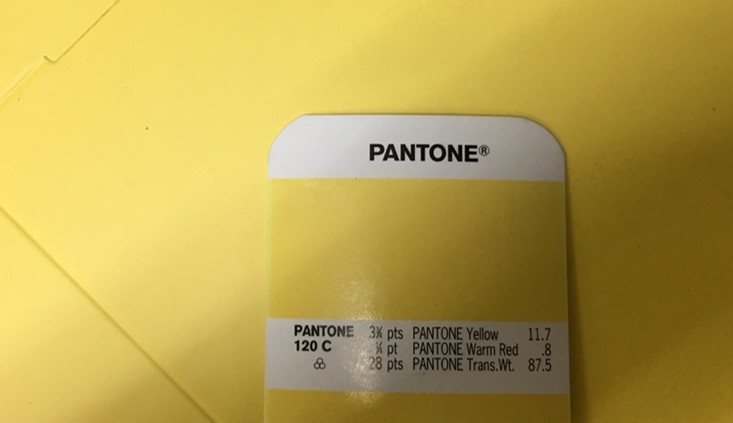 PANTONE®
PANTONE 3¾ pts PANTONE Yellow 11.7
120 C ¼ pt PANTONE Warm Red .8
28 pts PANTONE Trans.Wt. 87.5